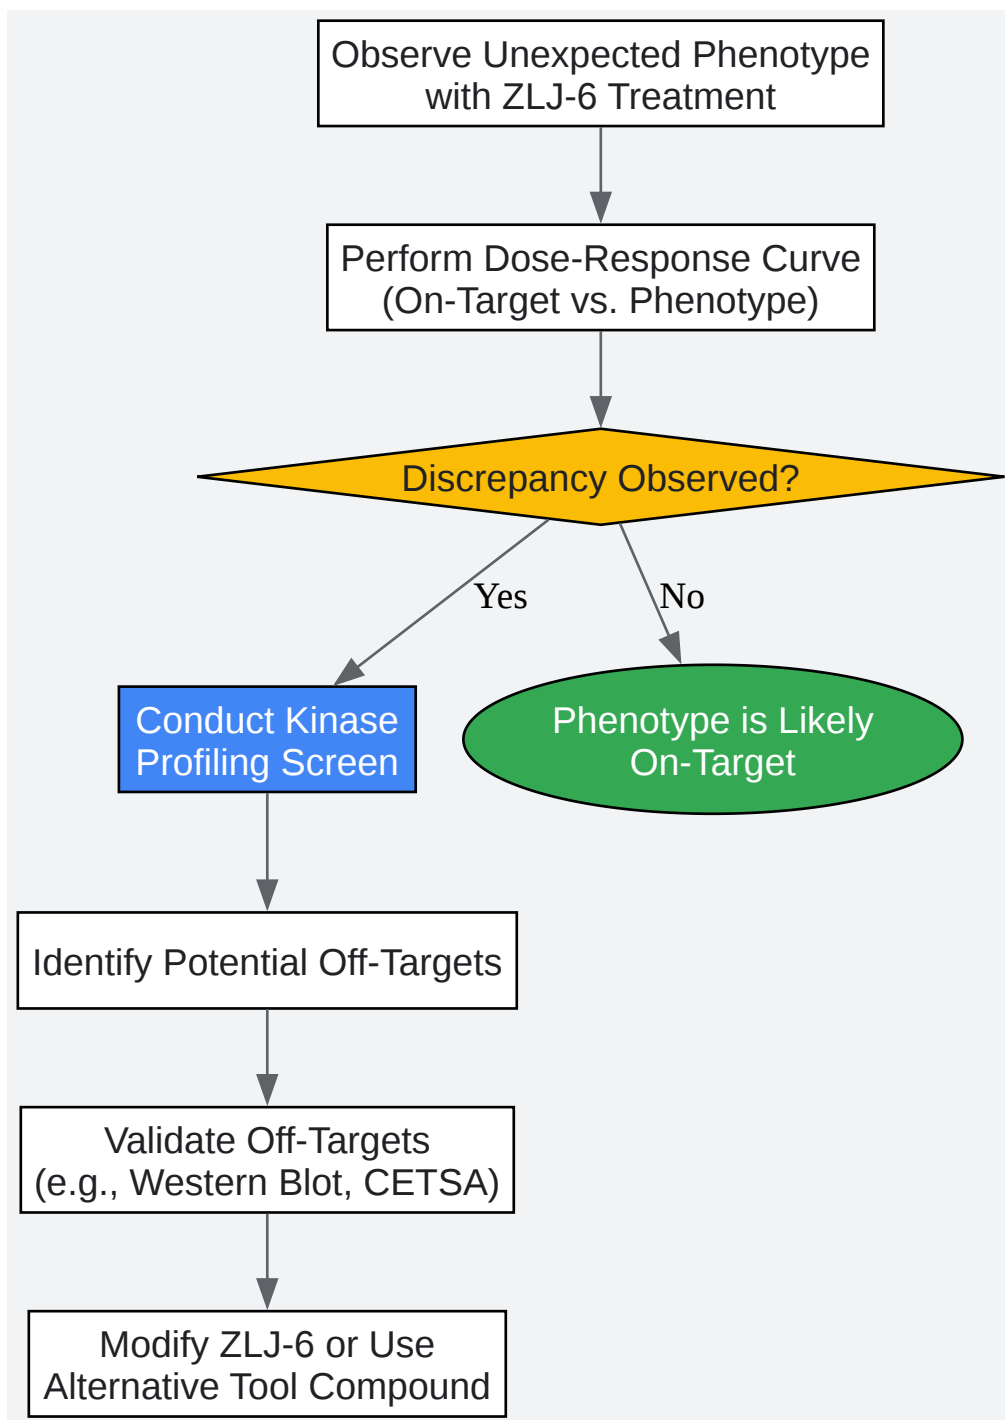 Observe Unexpected Phenotype
with ZLJ-6 Treatment
Perform Dose-Response Curve
(On-Target vs. Phenotype)
Discrepancy Observed?
Yes
No
Conduct Kinase
Profiling Screen
Phenotype is Likely
On-Target
Identify Potential Off-Targets
Validate Off-Targets
(e.g., Western Blot, CETSA)
Modify ZLJ-6 or Use
Alternative Tool Compound